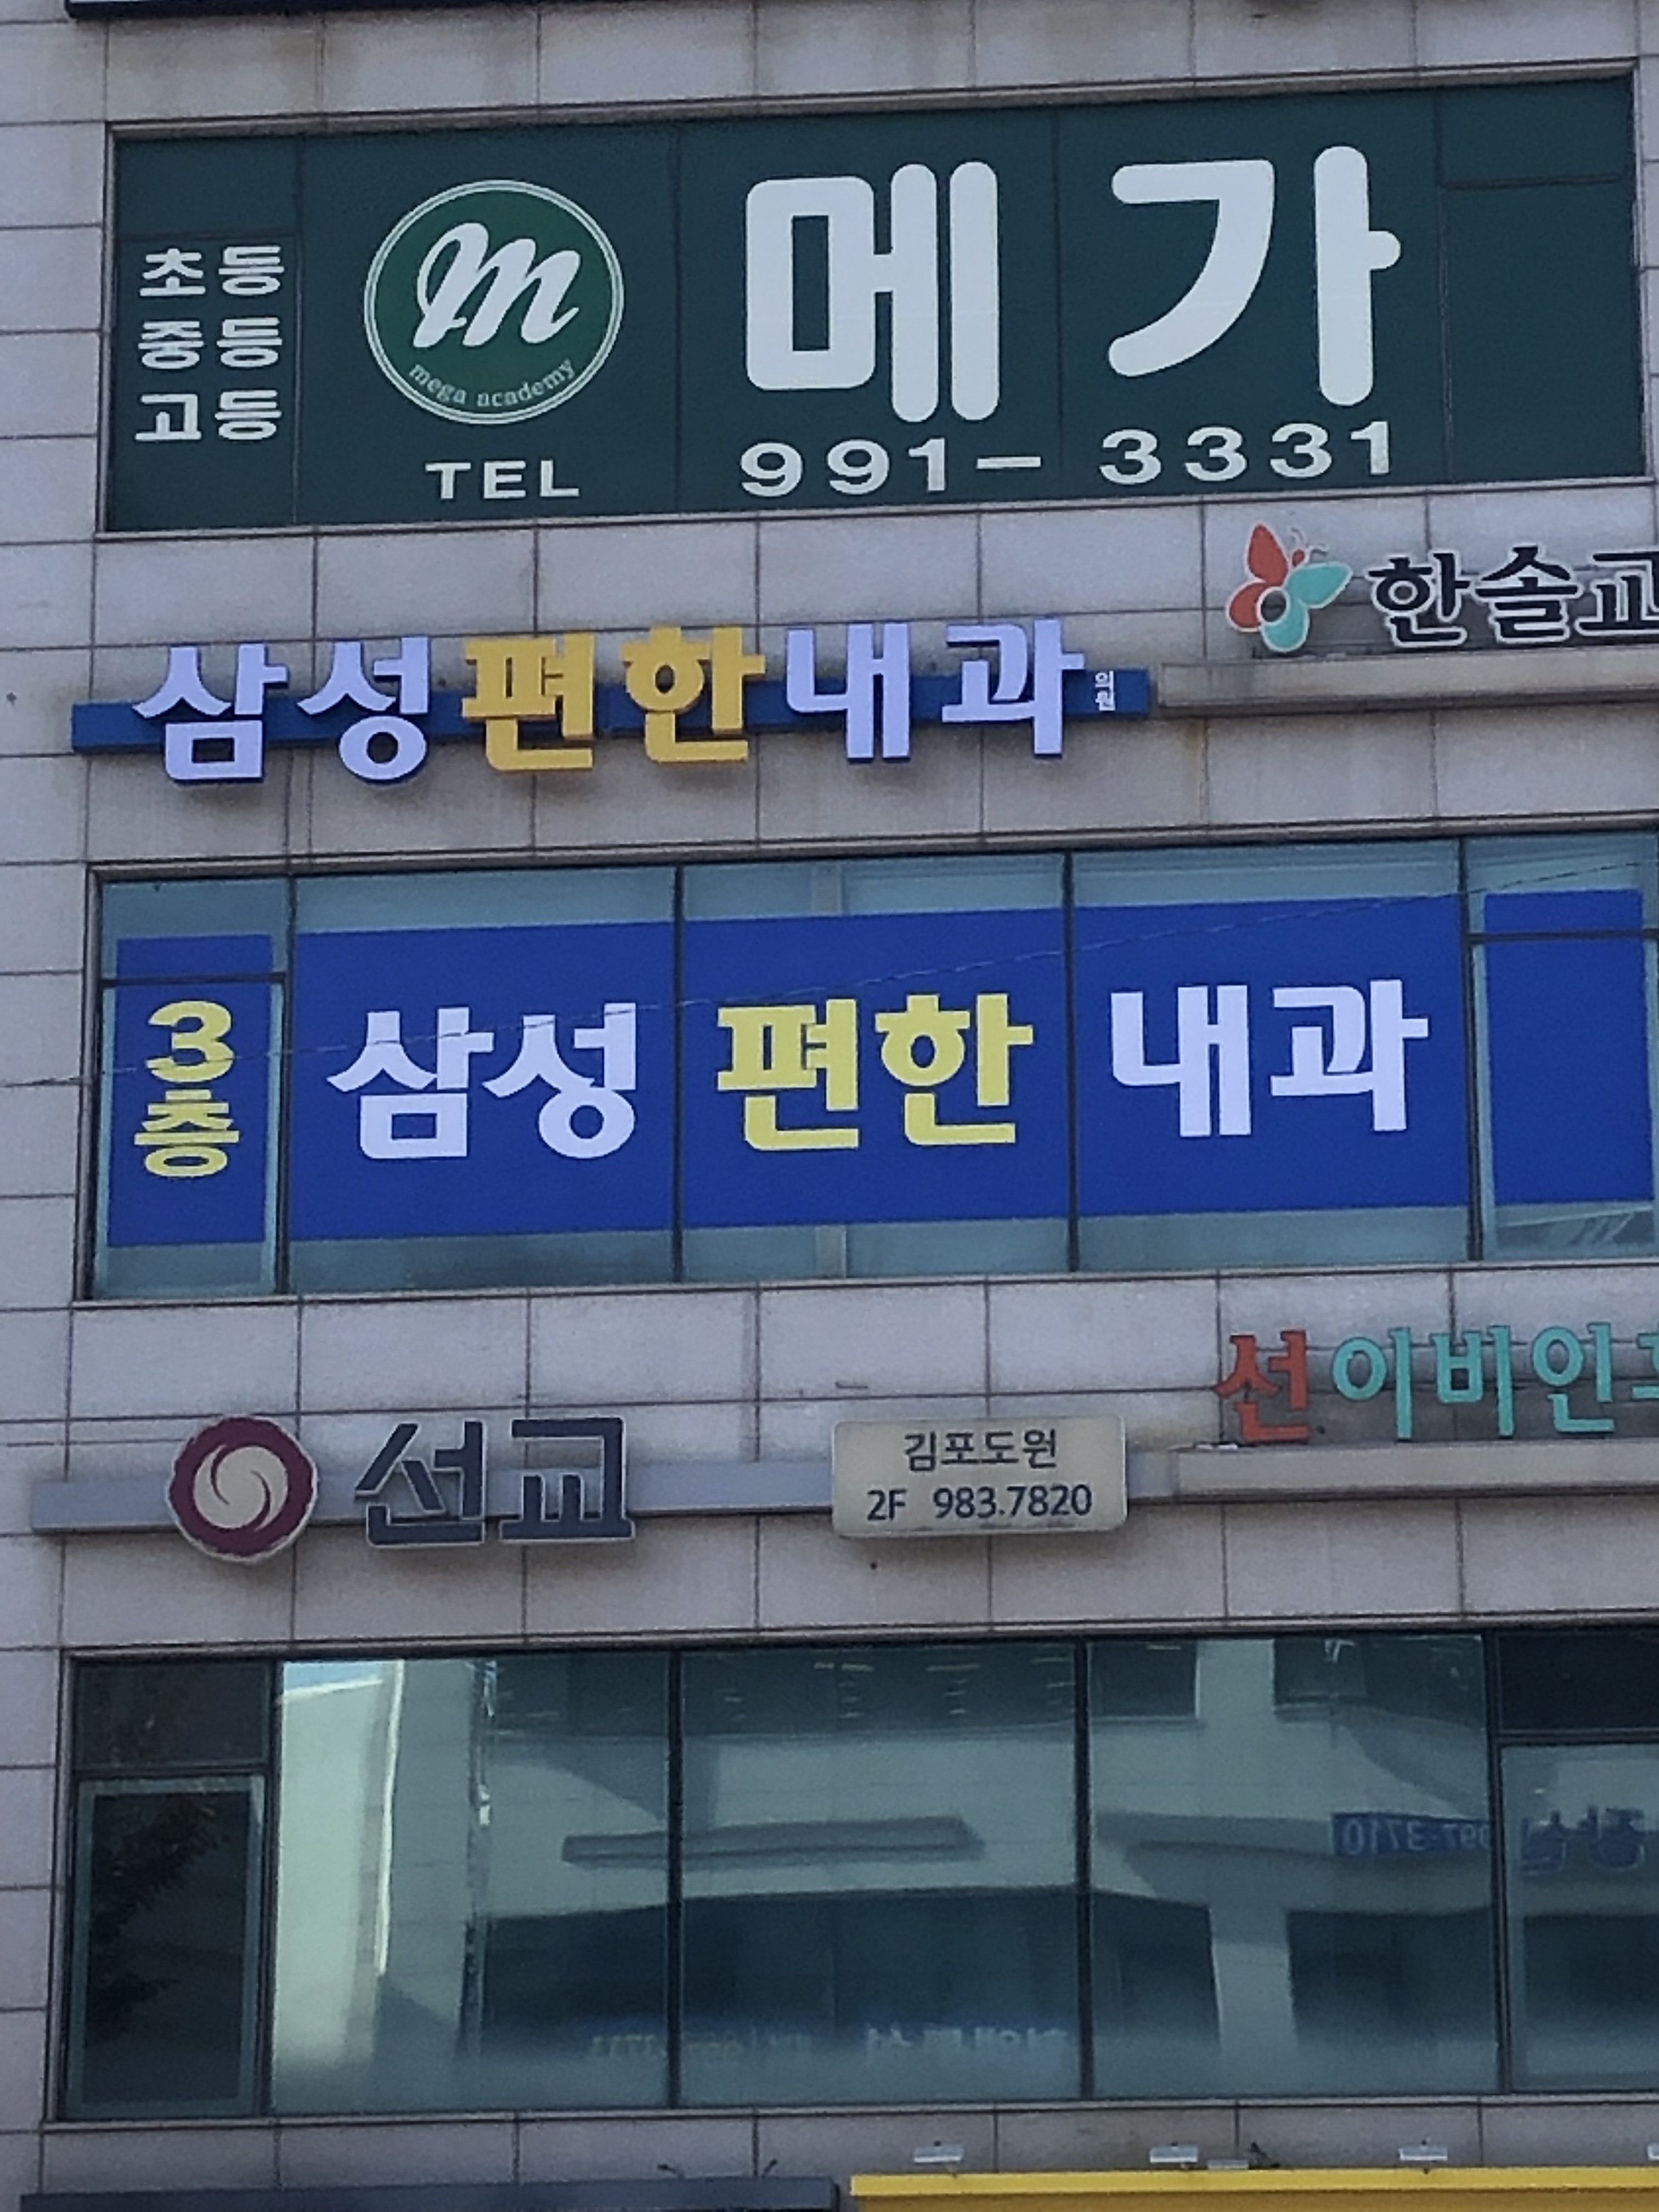 초등
중등
고등
m
mega academy
메가
TEL 991-3331
한솔교
삼성편한내과 의원
3층 삼성 편한 내과
선이비인
선교
김포도원
2F 983.7820